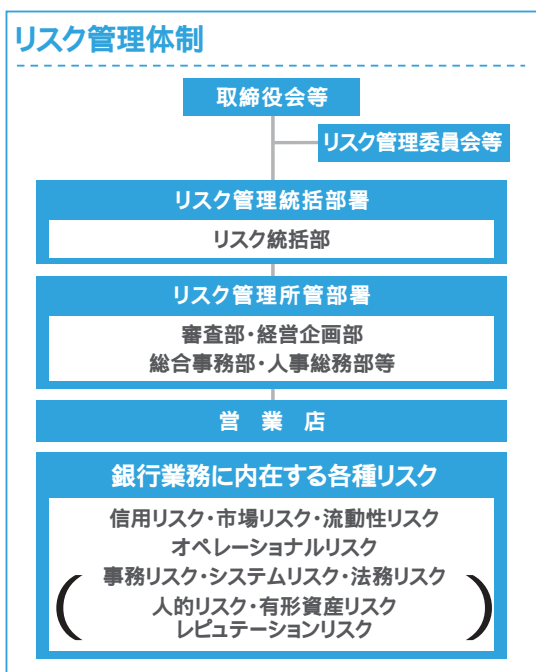 リスク管理体制
取締役会等
リスク管理委員会等
リスク管理統括部署
リスク統括部
リスク管理所管部署
審査部・経営企画部
総合事務部・人事総務部等
営 業 店
銀行業務に内在する各種リスク
信用リスク・市場リスク・流動性リスク
オペレーショナルリスク
(事務リスク・システムリスク・法務リスク
人的リスク・有形資産リスク
レピュテーションリスク)